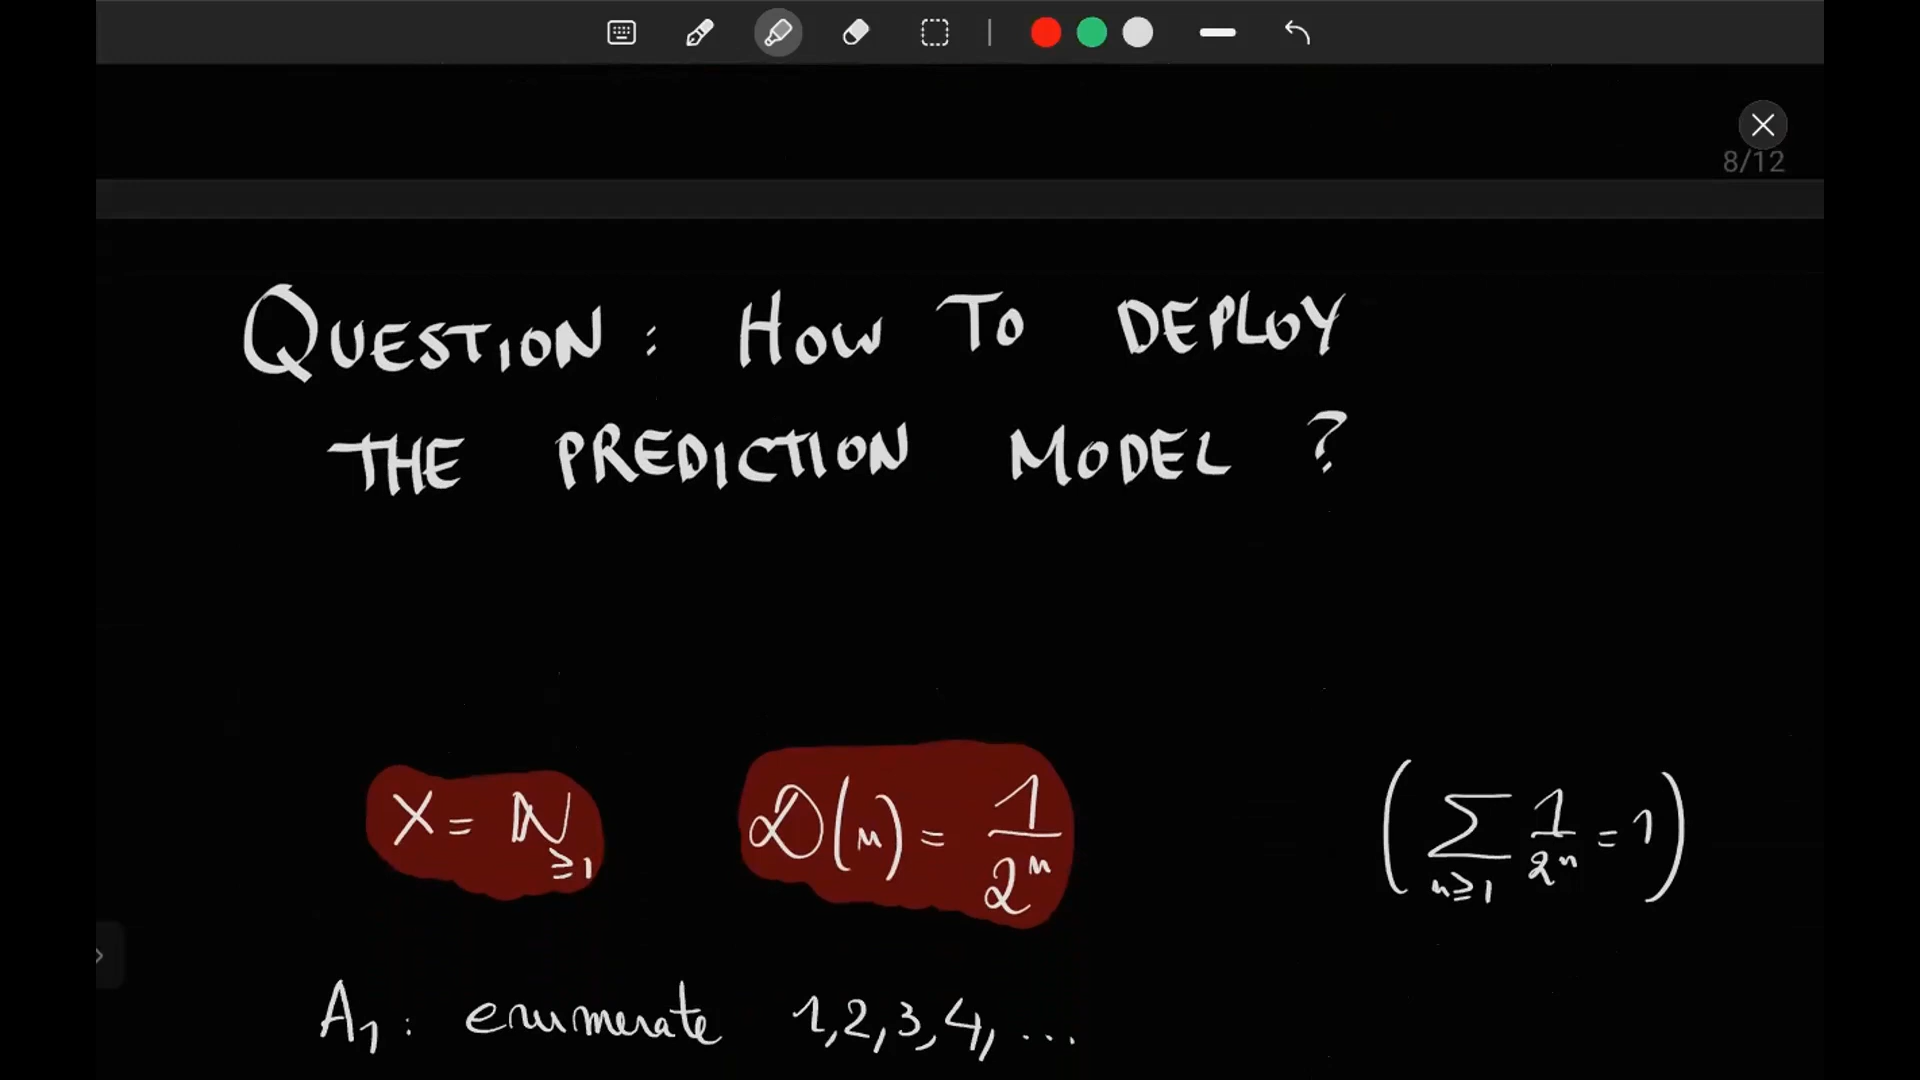 8/12
QUESTION: HOW TO DEPLOY
THE PREDICTION MODEL ?
X = ℕ≥1 𝒟(n) = 1/2ⁿ (∑n≥1 1/2ⁿ = 1)
A₁: enumerate 1,2,3,4,...